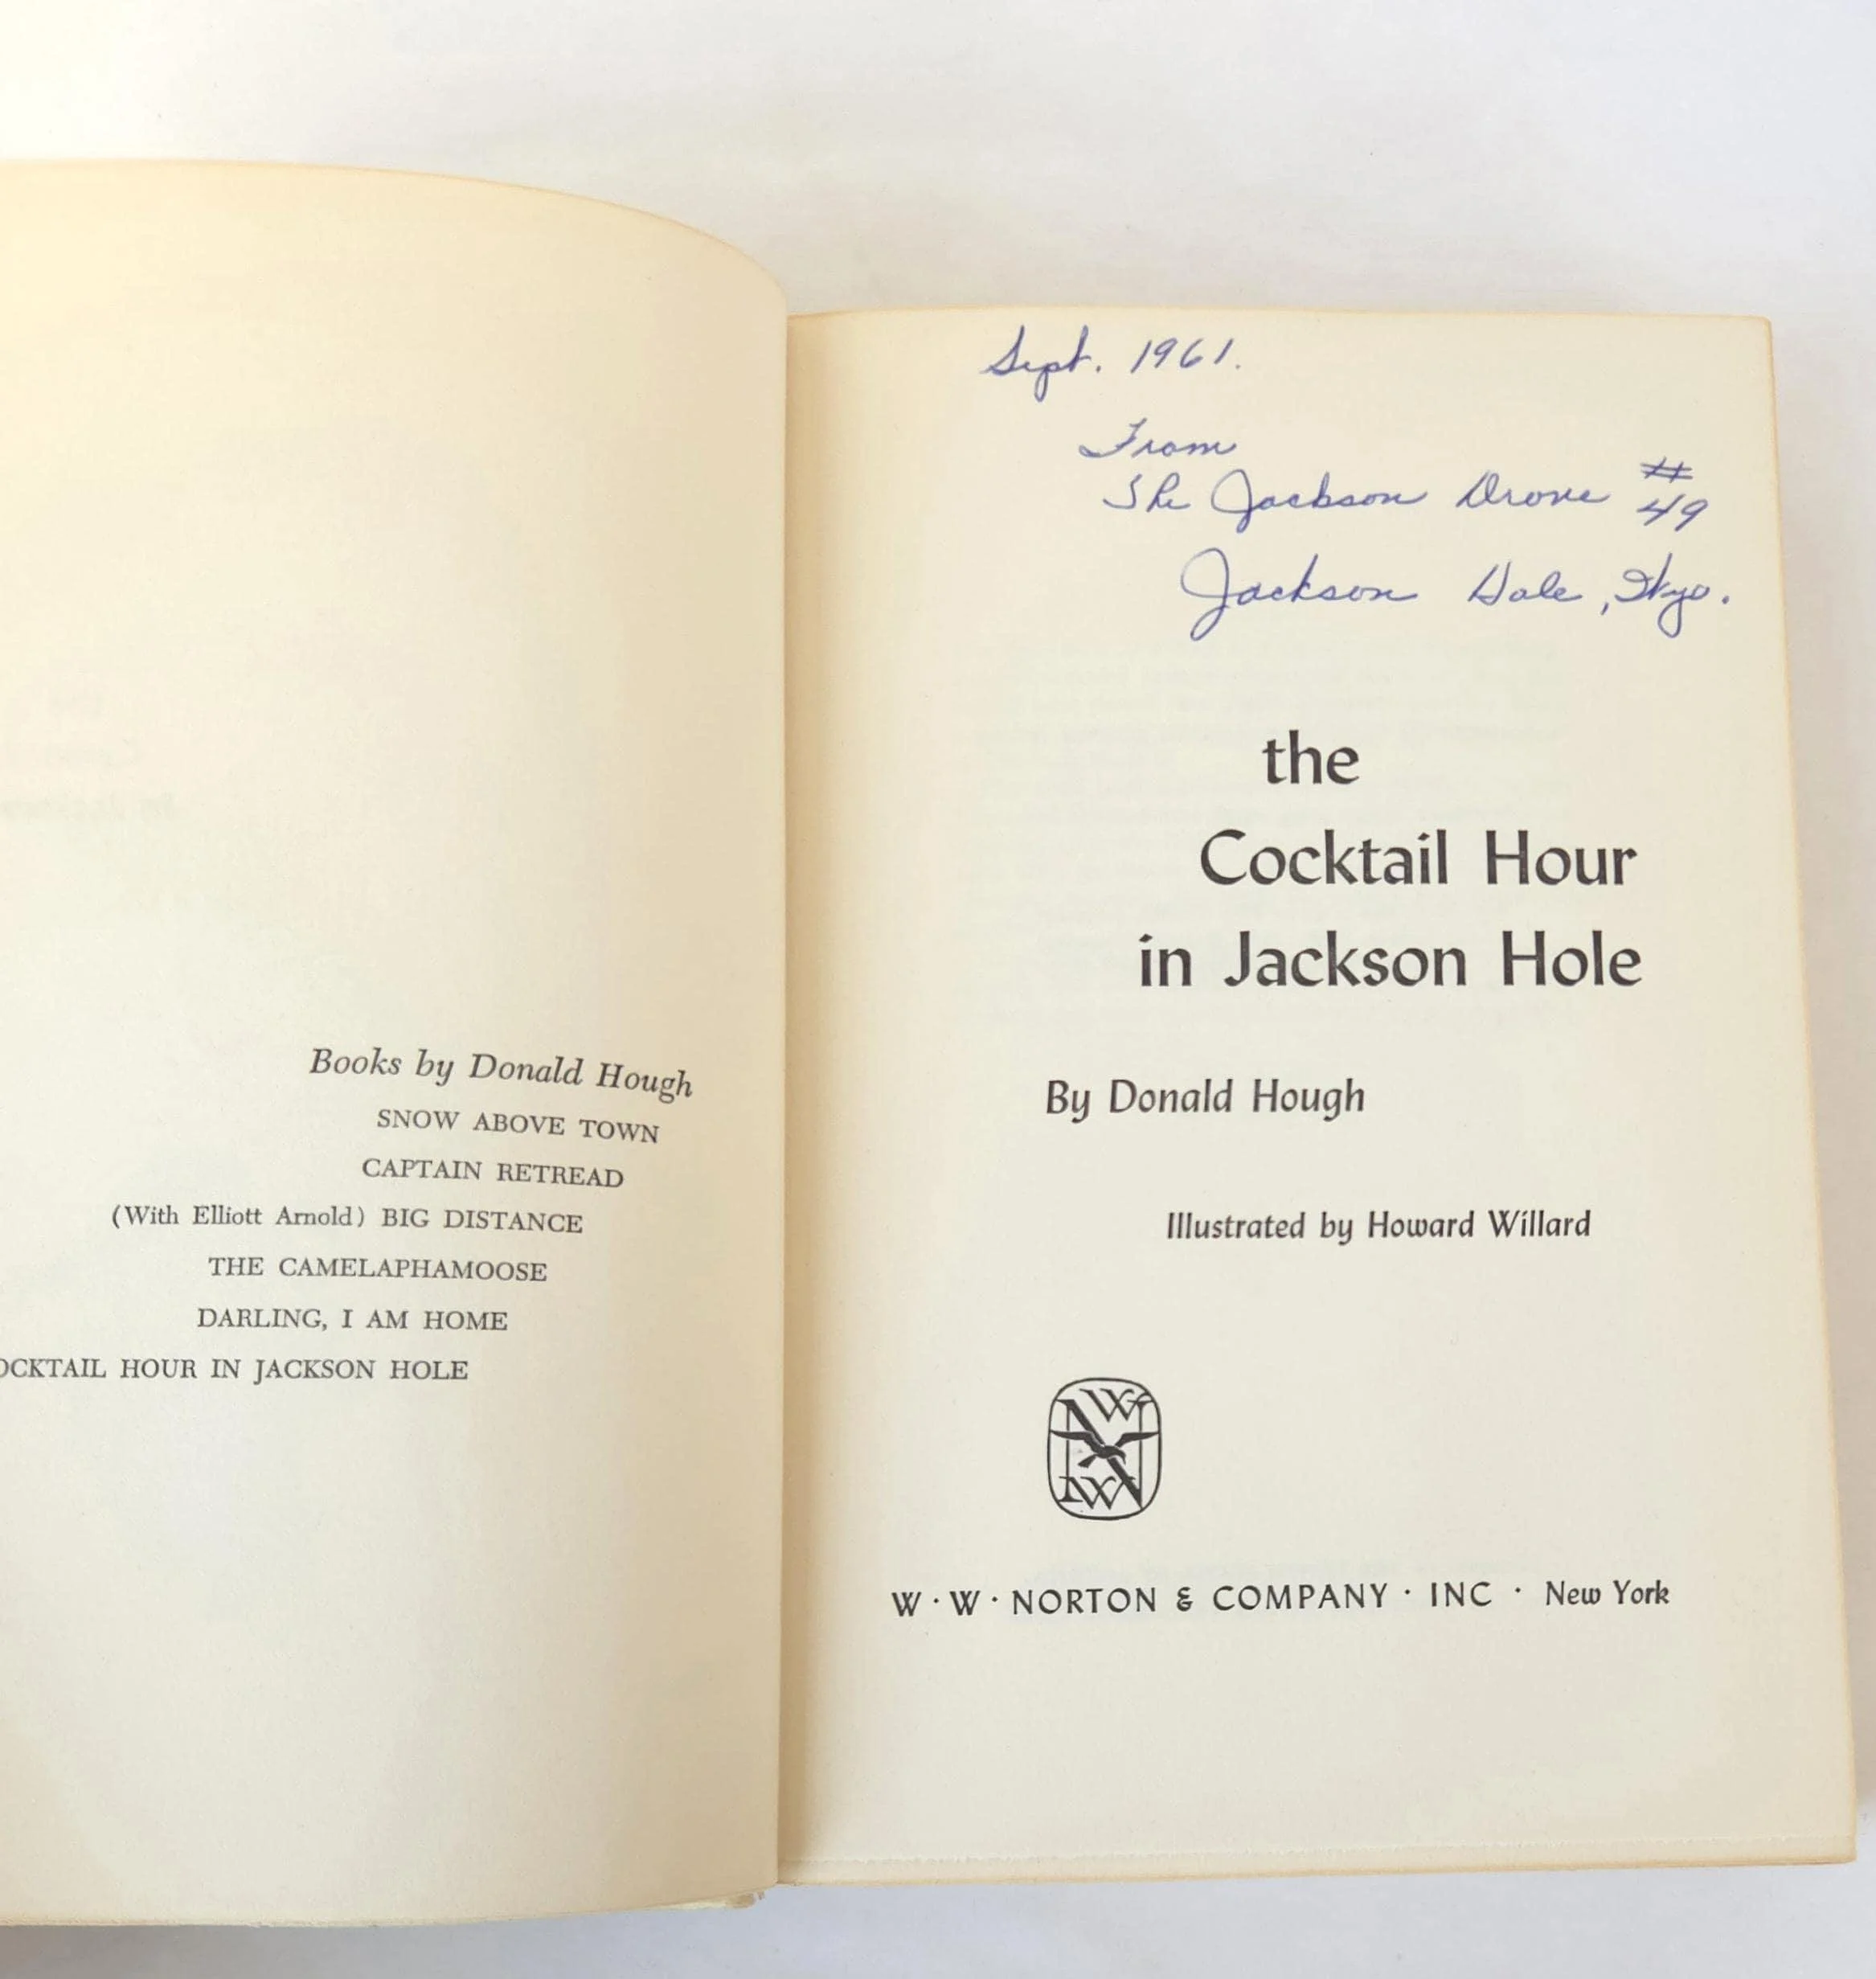 Books by Donald Hough
SNOW ABOVE TOWN
CAPTAIN RETREAD
(With Elliott Arnold) BIG DISTANCE
THE CAMELAPHAMOOSE
DARLING, I AM HOME
OCKTAIL HOUR IN JACKSON HOLE
Sept. 1961.
From
The Jackson Drove #49
Jackson Hole, Wyo.
the
Cocktail Hour
in Jackson Hole
By Donald Hough
Illustrated by Howard Willard
W W
N
W · W · NORTON & COMPANY · INC · New York